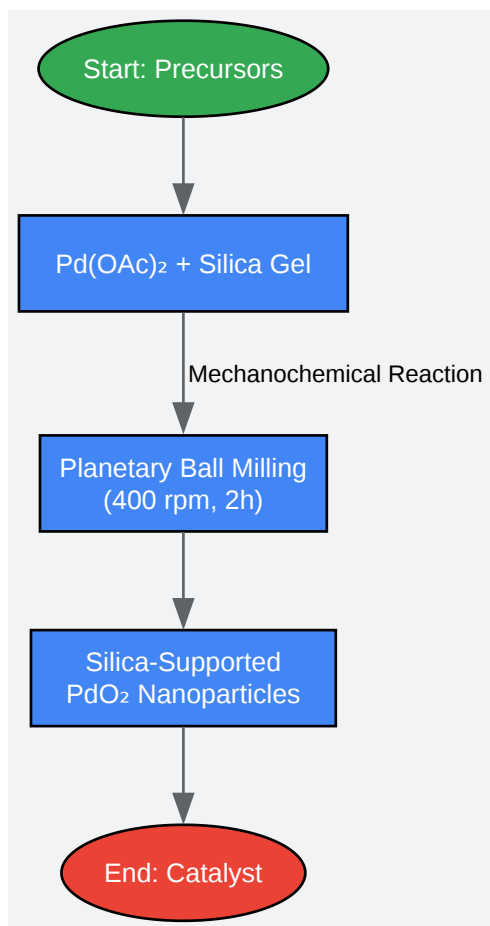 Start: Precursors
Pd(OAc)₂ + Silica Gel
Mechanochemical Reaction
Planetary Ball Milling
(400 rpm, 2h)
Silica-Supported
PdO₂ Nanoparticles
End: Catalyst